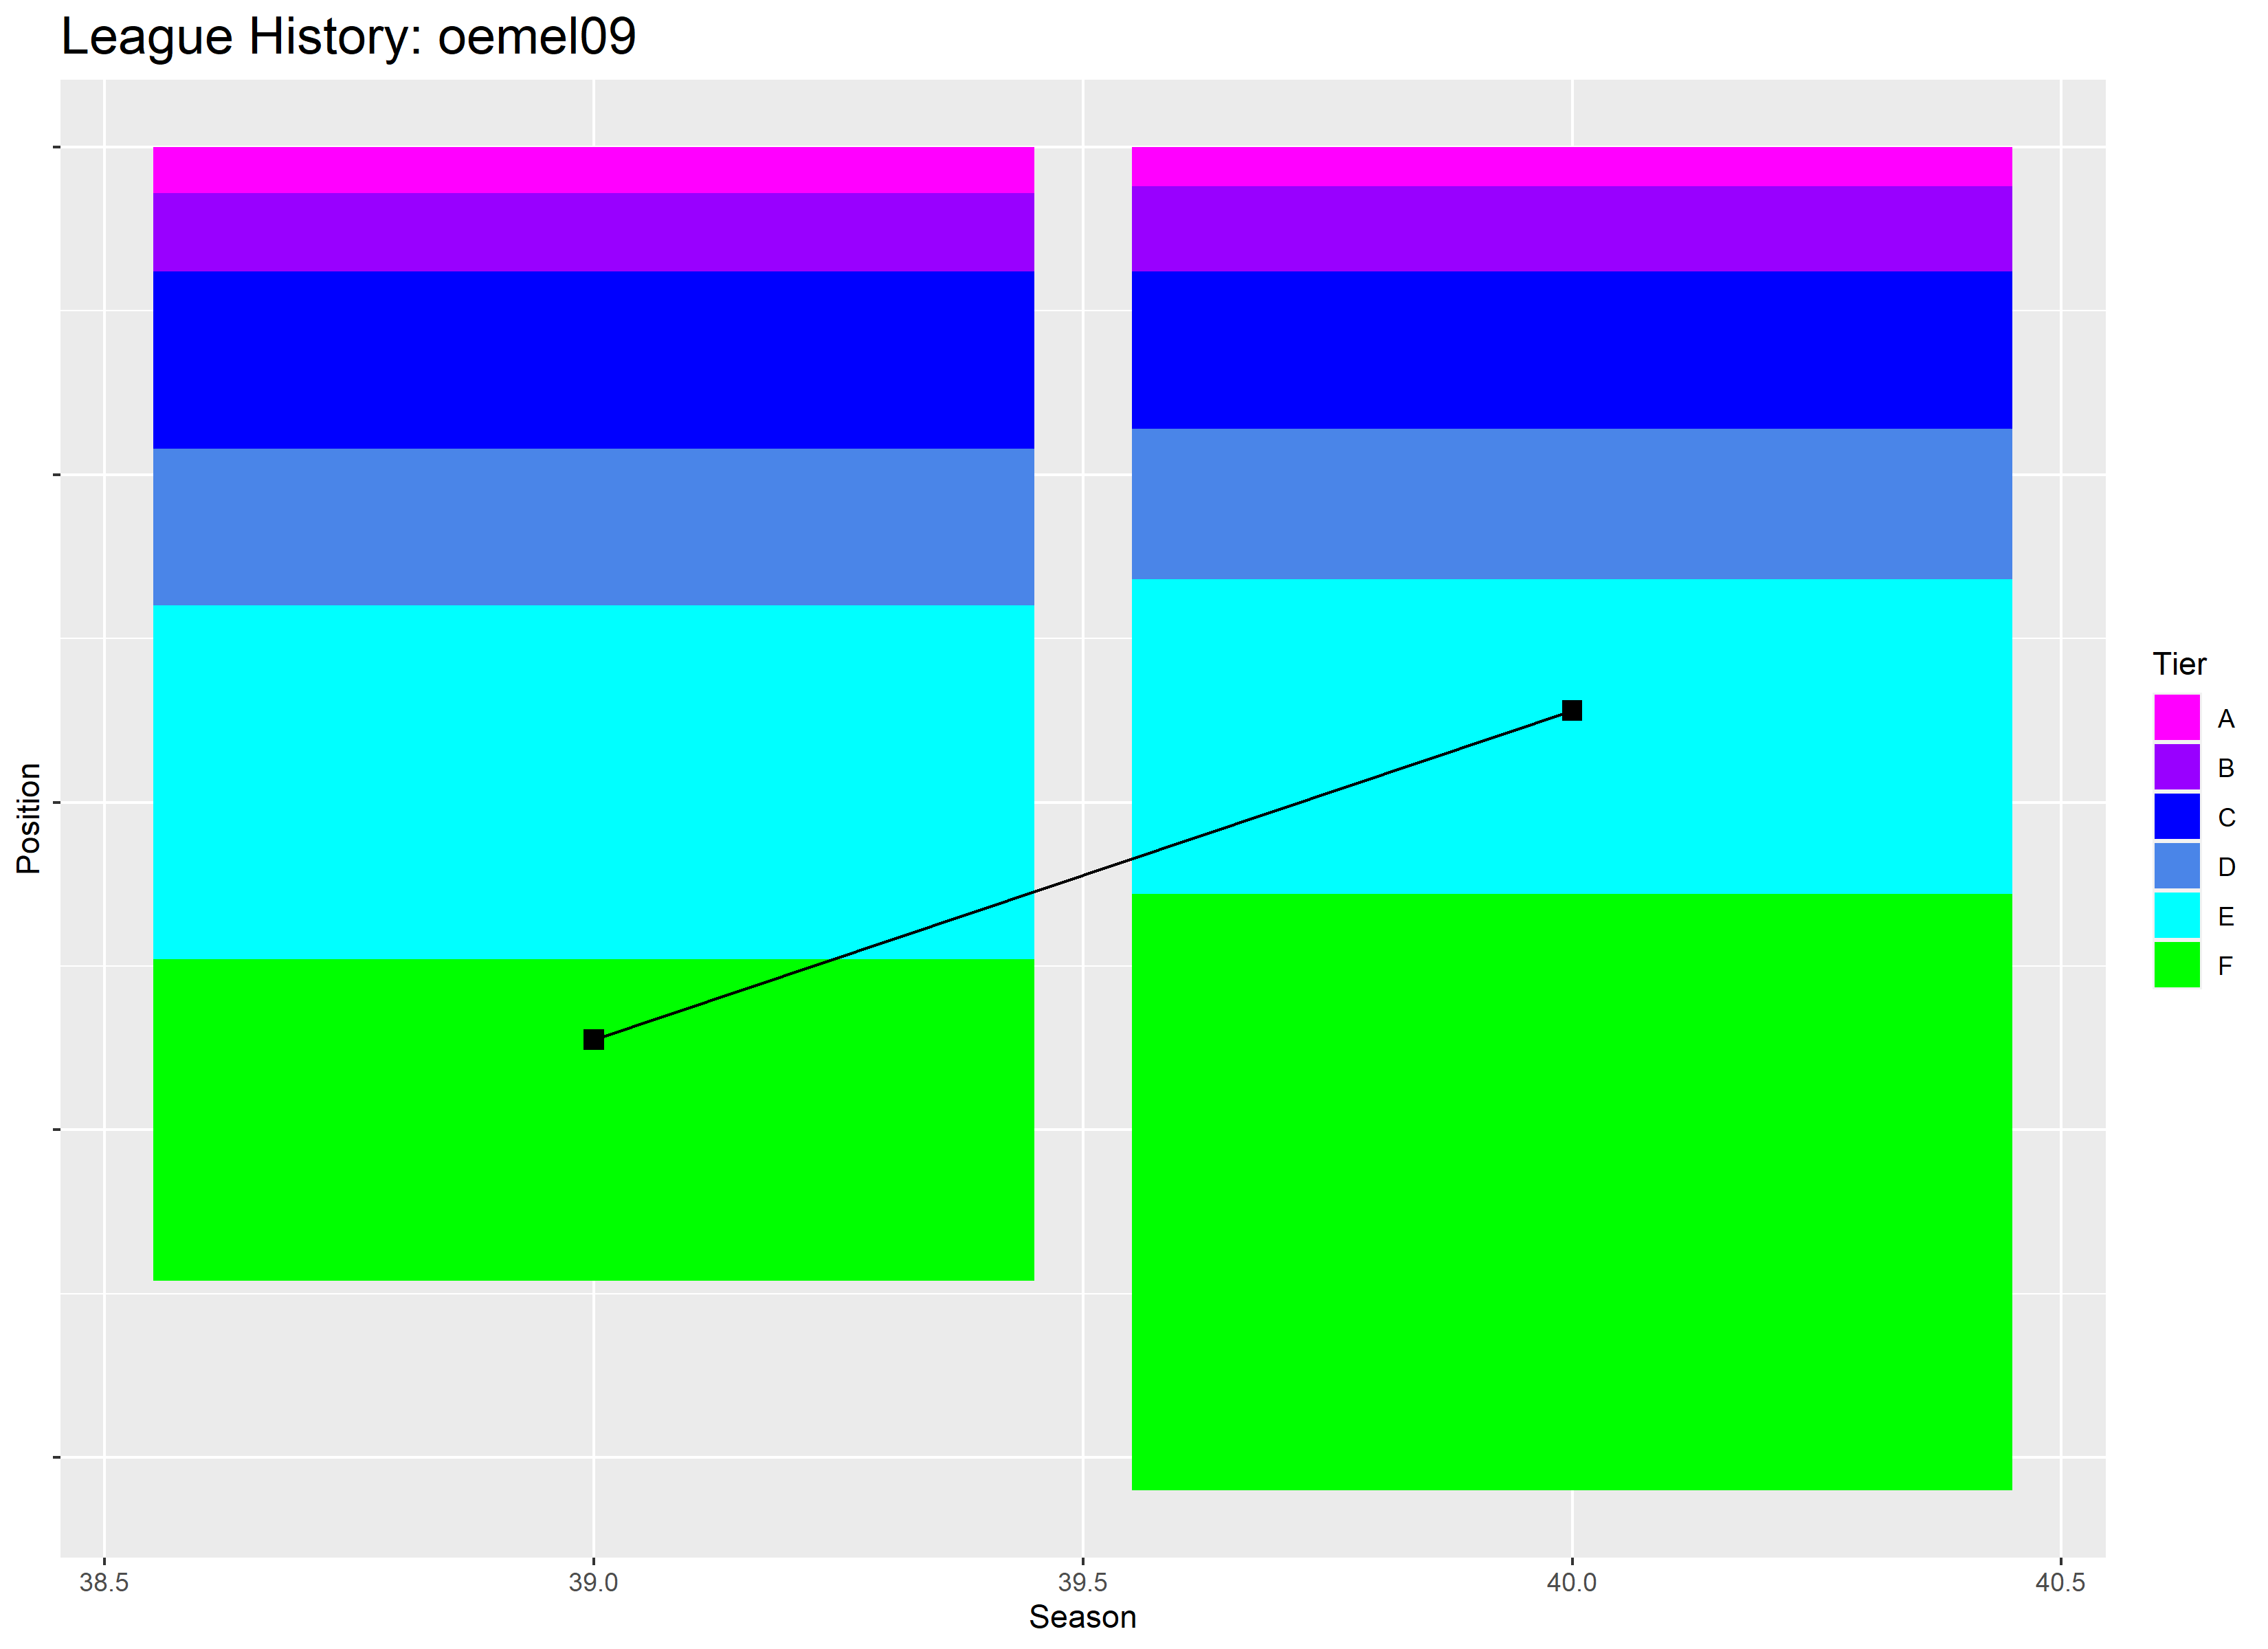 League History: oemel09
Position
38.5
39.0
39.5
40.0
40.5
Season
Tier
A
B
C
D
E
F